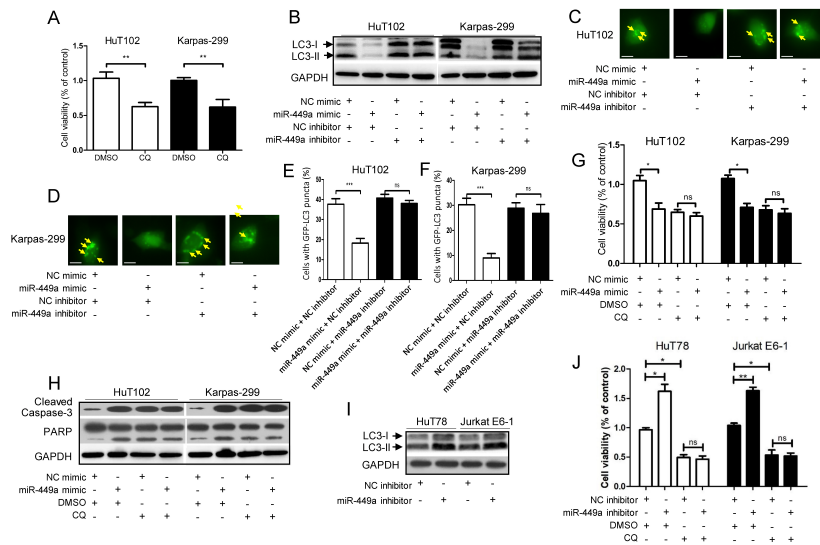 A
HuT102 Karpas-299
** **
Cell viability (% of control)
1.5
1.0
0.5
0.0
DMSO CQ DMSO CQ
B
HuT102 Karpas-299
LC3-I
LC3-II
GAPDH
NC mimic + - + - + - + -
miR-449a mimic - + - + - + - +
NC inhibitor + + - - + + - -
miR-449a inhibitor - - + + - - + +
C
HuT102
NC mimic + - + -
miR-449a mimic - + - +
NC inhibitor + + - -
miR-449a inhibitor - - + +
D
Karpas-299
NC mimic + - + -
miR-449a mimic - + - +
NC inhibitor + + - -
miR-449a inhibitor - - + +
E
HuT102
Cells with GFP-LC3 puncta (%)
*** ns
50
40
30
20
10
0
NC mimic + NC inhibitor
miR-449a mimic + NC inhibitor
NC mimic + miR-449a inhibitor
miR-449a mimic + miR-449a inhibitor
F
Karpas-299
Cells with GFP-LC3 puncta (%)
*** ns
50
40
30
20
10
0
NC mimic + NC inhibitor
miR-449a mimic + NC inhibitor
NC mimic + miR-449a inhibitor
miR-449a mimic + miR-449a inhibitor
G
HuT102 Karpas-299
Cell viability (% of control)
* ns * ns
1.5
1.0
0.5
0.0
NC mimic + - + - + - + -
miR-449a mimic - + - + - + - +
DMSO + + - - + + - -
CQ - - + + - - + +
H
HuT102 Karpas-299
Cleaved
Caspase-3
PARP
GAPDH
NC mimic + - + - + - + -
miR-449a mimic - + - + - + - +
DMSO + + - - + + - -
CQ - - + + - - + +
I
HuT78 Jurkat E6-1
LC3-I
LC3-II
GAPDH
NC inhibitor + - + -
miR-449a inhibitor - + - +
J
HuT78 Jurkat E6-1
Cell viability (% of control)
* * ns ** * ns
2.0
1.5
1.0
0.5
0.0
NC inhibitor + - + - + - + -
miR-449a inhibitor - + - + - + - +
DMSO + + - - + + - -
CQ - - + + - - + +